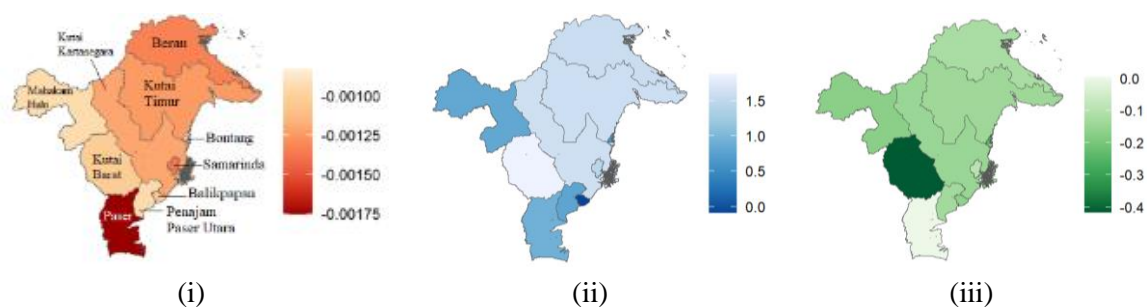 Berau
Kutai
Kartanegara
Kutai
Timur
Mahakam
Hulu
Bontang
Kutai
Barat
Samarinda
Balikpapan
Paser
Penajam
Paser Utara
-0.00100
-0.00125
-0.00150
-0.00175
1.5
1.0
0.5
0.0
0.0
-0.1
-0.2
-0.3
-0.4
(i)
(ii)
(iii)